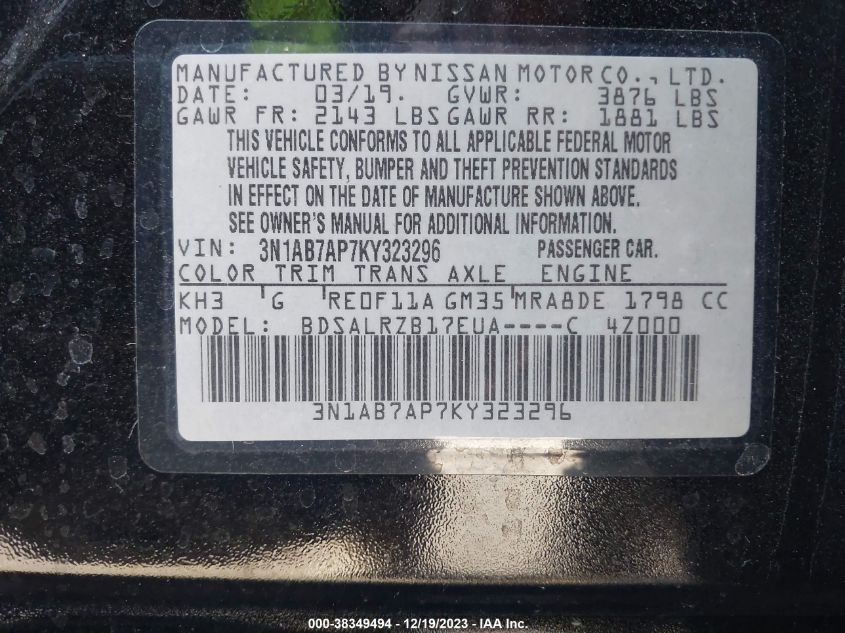 MANUFACTURED BY NISSAN MOTOR CO., LTD.
DATE: 03/19. GVWR: 3876 LBS
GAWR FR: 2143 LBS GAWR RR: 1881 LBS
THIS VEHICLE CONFORMS TO ALL APPLICABLE FEDERAL MOTOR
VEHICLE SAFETY, BUMPER AND THEFT PREVENTION STANDARDS
IN EFFECT ON THE DATE OF MANUFACTURE SHOWN ABOVE.
SEE OWNER'S MANUAL FOR ADDITIONAL INFORMATION.
VIN: 3N1AB7AP7KY323296 PASSENGER CAR.
COLOR TRIM TRANS AXLE ENGINE
KH3 G RE0F11A GM35 MRA8DE 1798 CC
MODEL: BDSALRZB17EUA----C 4Z000
3N1AB7AP7KY323296
000-38349494 - 12/19/2023 - IAA Inc.